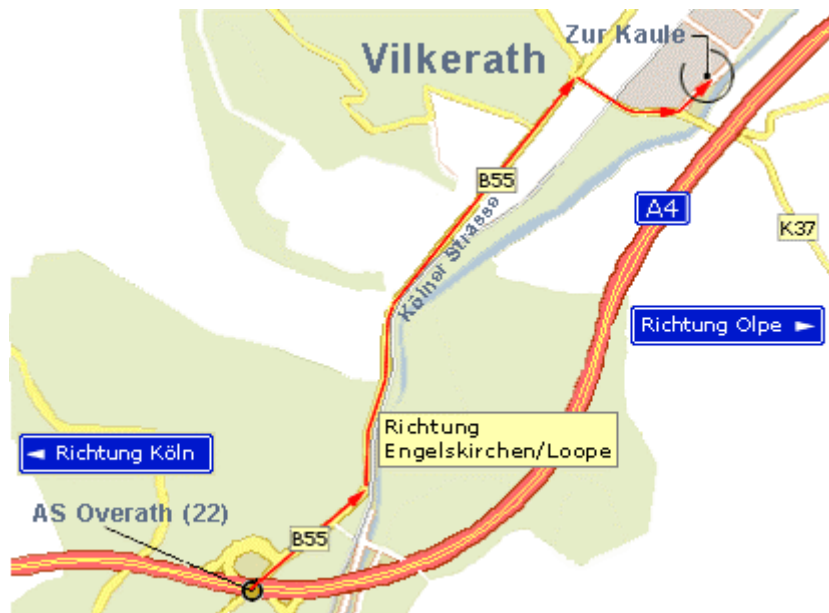 Zur Kaule
Vilkerath
B55
A4
Kölner Strasse
K37
Richtung Olpe ►
Richtung
Engelskirchen/Loope
◄ Richtung Köln
AS Overath (22)
B55